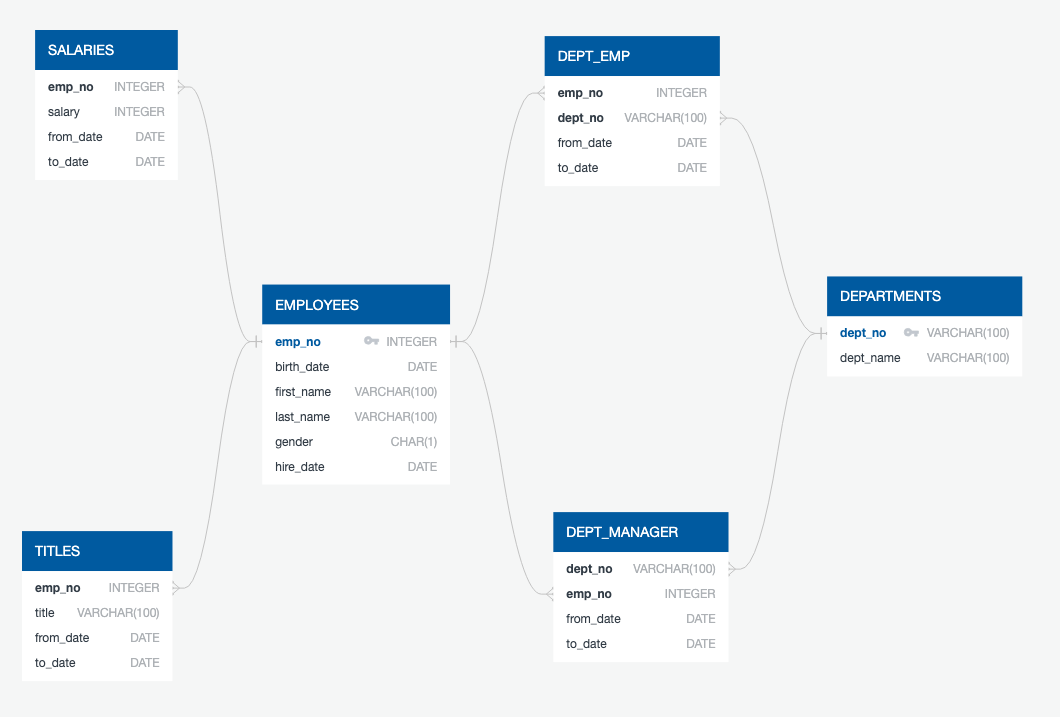 SALARIES
emp_no INTEGER
salary INTEGER
from_date DATE
to_date DATE
DEPT_EMP
emp_no INTEGER
dept_no VARCHAR(100)
from_date DATE
to_date DATE
EMPLOYEES
emp_no INTEGER
birth_date DATE
first_name VARCHAR(100)
last_name VARCHAR(100)
gender CHAR(1)
hire_date DATE
DEPARTMENTS
dept_no VARCHAR(100)
dept_name VARCHAR(100)
TITLES
emp_no INTEGER
title VARCHAR(100)
from_date DATE
to_date DATE
DEPT_MANAGER
dept_no VARCHAR(100)
emp_no INTEGER
from_date DATE
to_date DATE